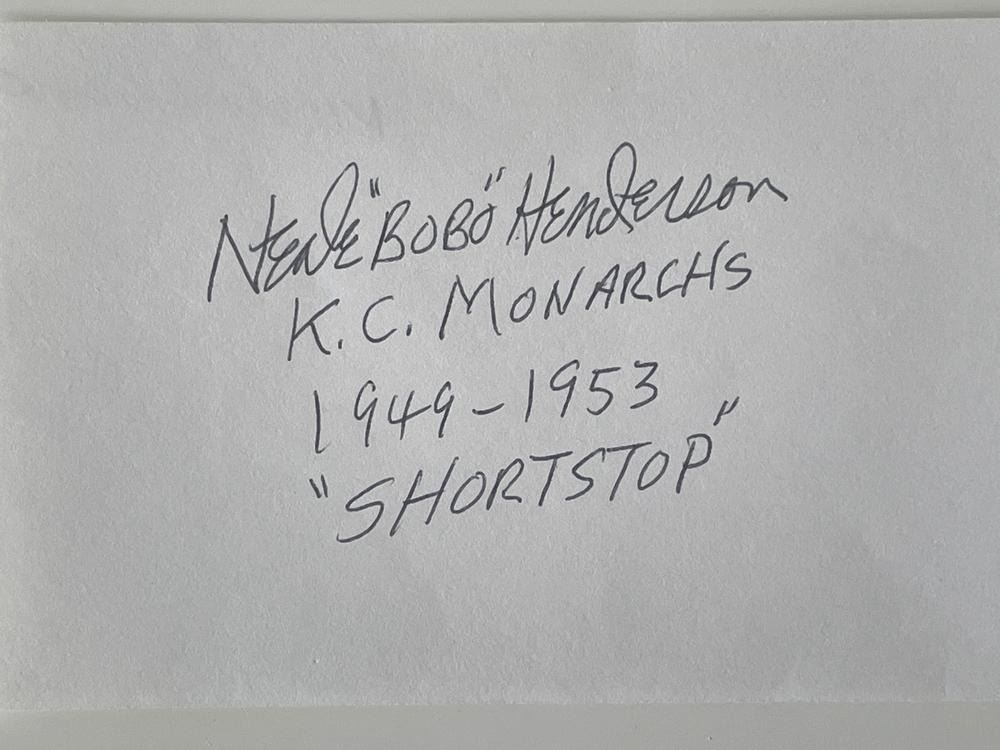 Neale "BOBO" Henderson
K.C. MONARCHS
1949-1953
"SHORTSTOP"